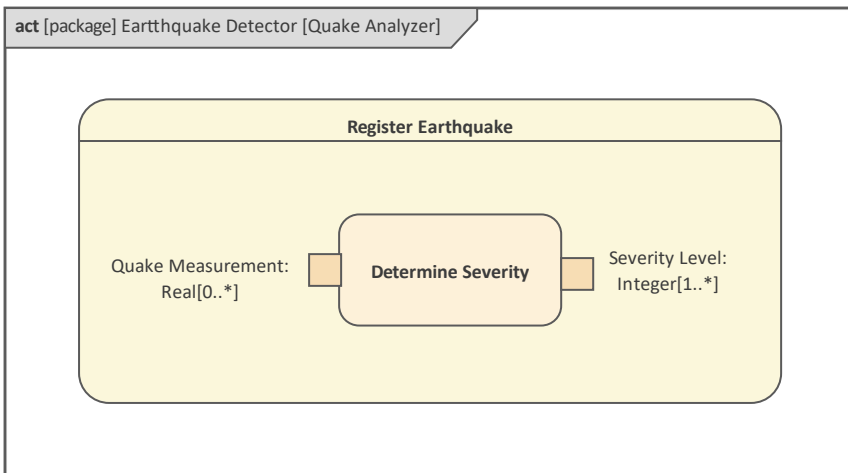 act [package] Eartthquake Detector [Quake Analyzer]
Register Earthquake
Quake Measurement:
Real[0..*]
Determine Severity
Severity Level:
Integer[1..*]